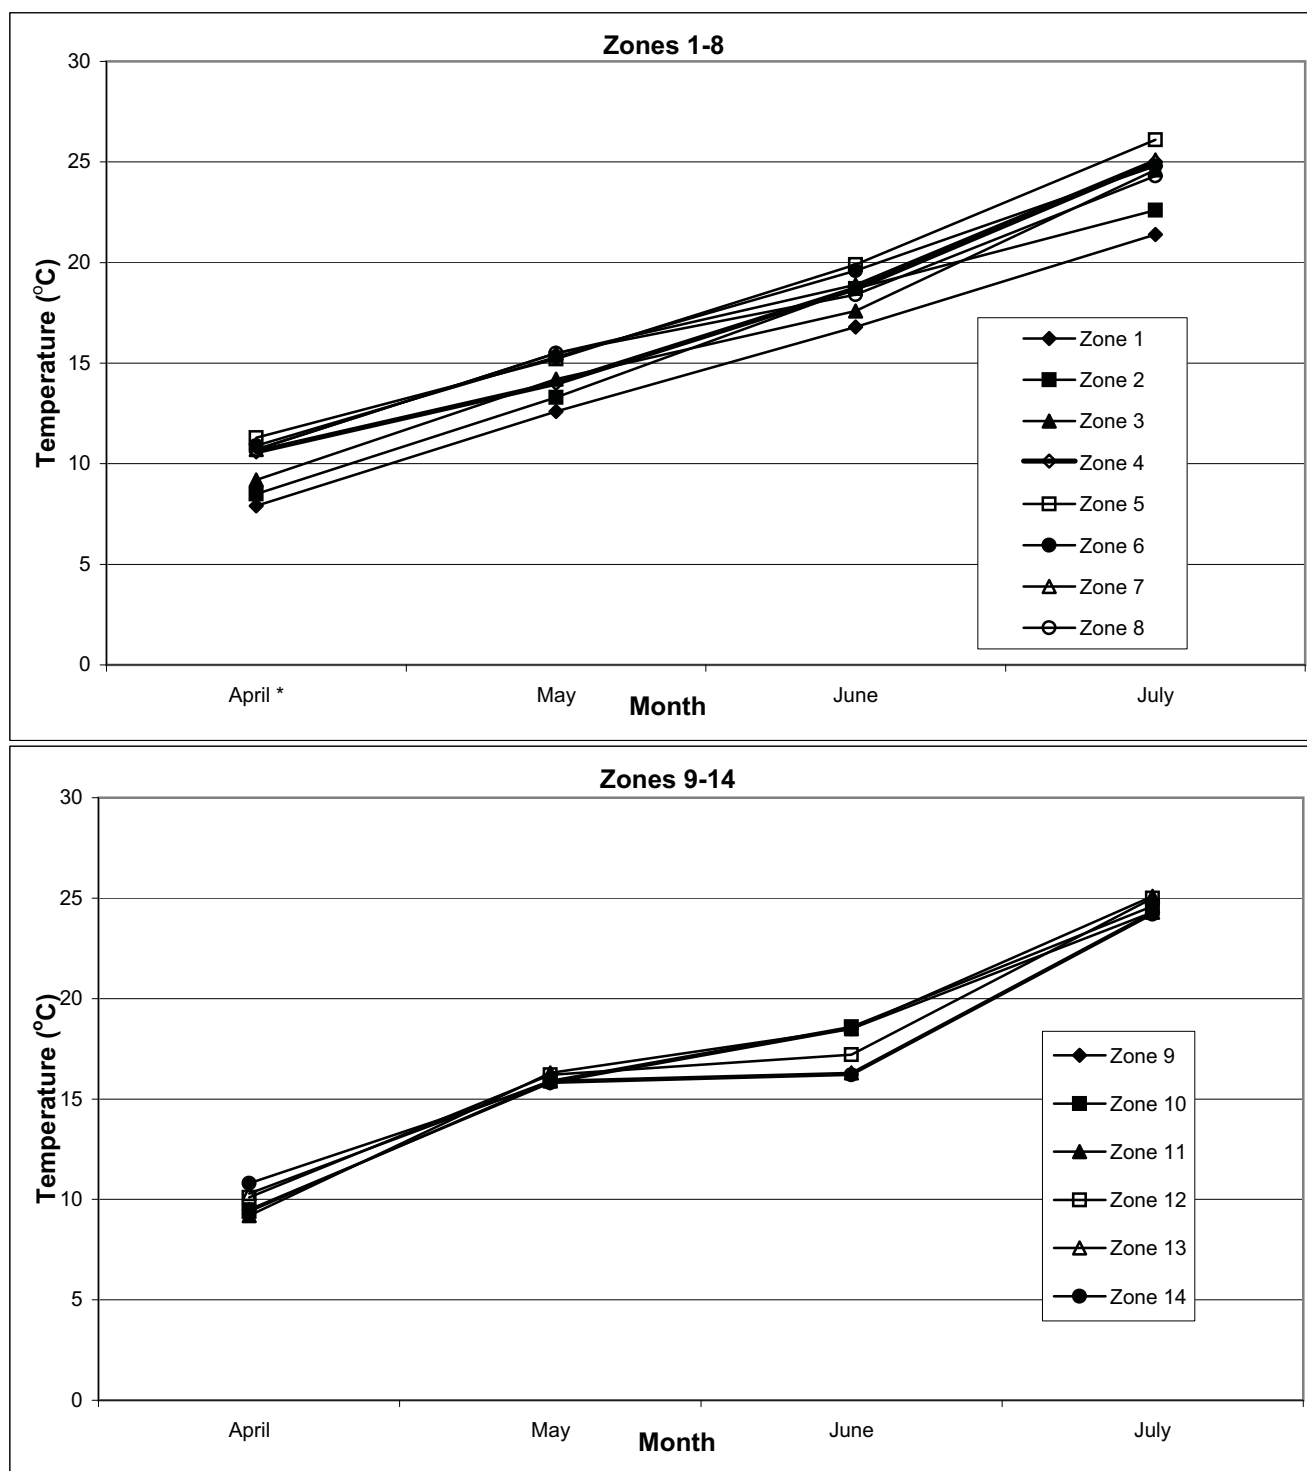 Zones 1-8
30
25
20
15
10
5
0
Temperature (°C)
April *
May
June
July
Month
Zone 1
Zone 2
Zone 3
Zone 4
Zone 5
Zone 6
Zone 7
Zone 8
Zones 9-14
30
25
20
15
10
5
0
Temperature (°C)
April
May
June
July
Month
Zone 9
Zone 10
Zone 11
Zone 12
Zone 13
Zone 14